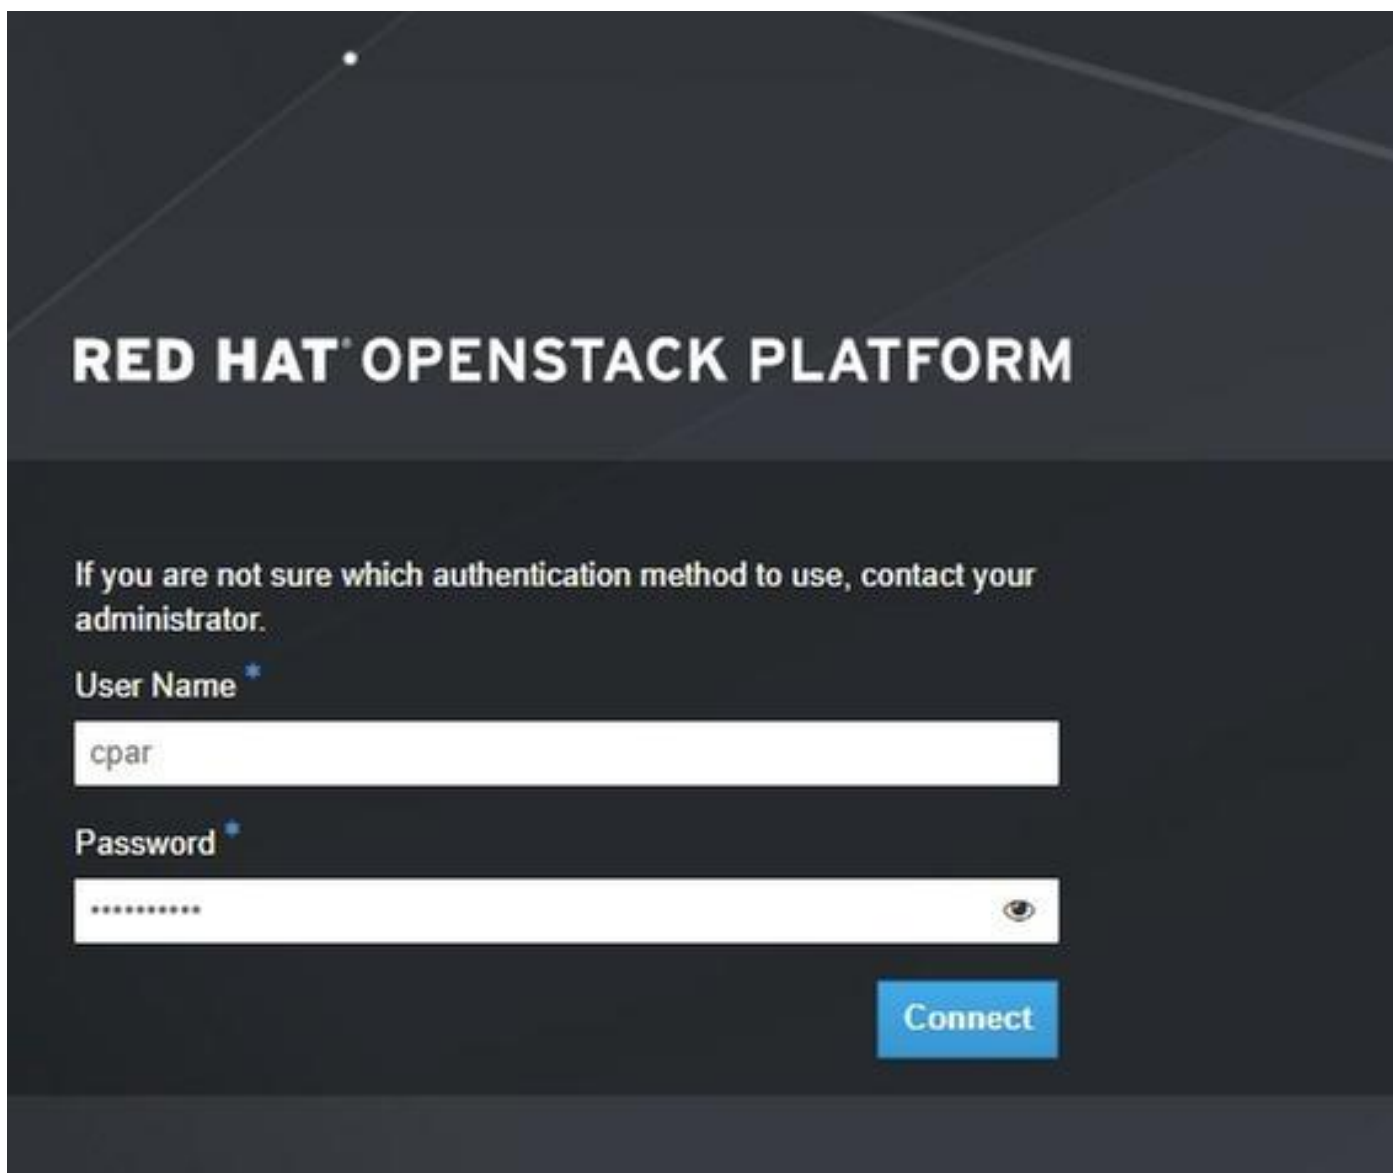 RED HAT® OPENSTACK PLATFORM
If you are not sure which authentication method to use, contact your
administrator.
User Name *
cpar
Password *
••••••••••
Connect